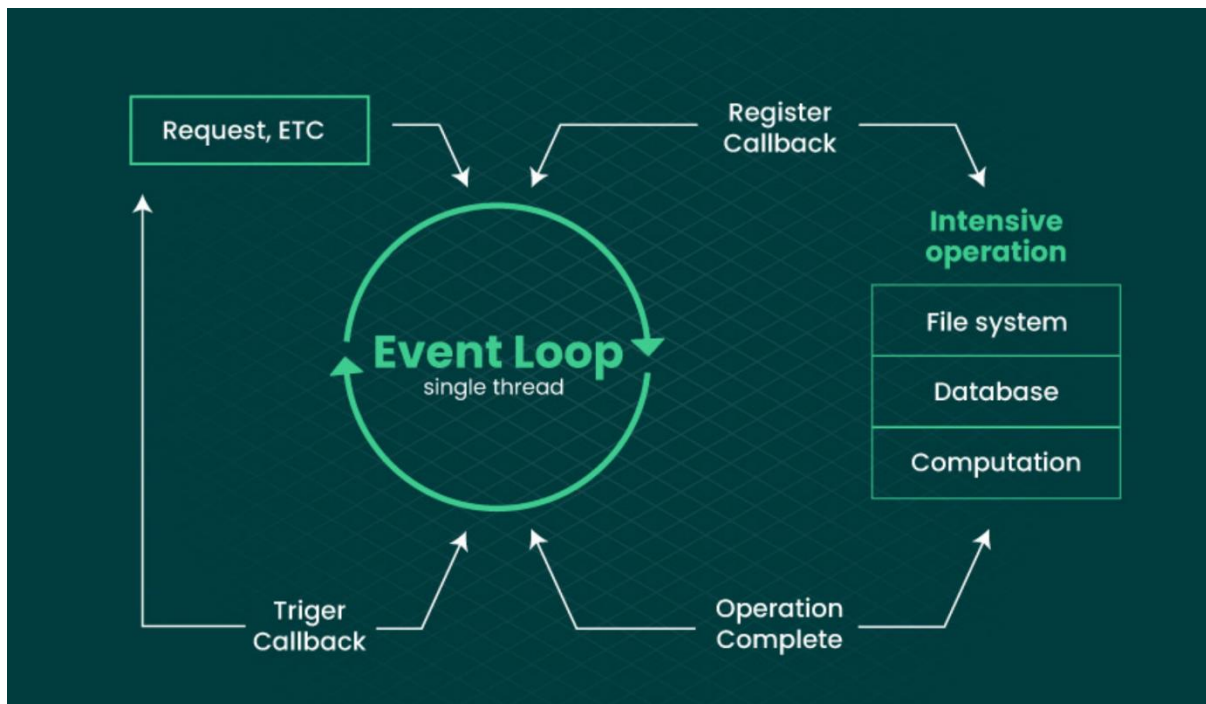 Request, ETC
Register
Callback
Intensive
operation
File system
Database
Computation
Event Loop
single thread
Triger
Callback
Operation
Complete